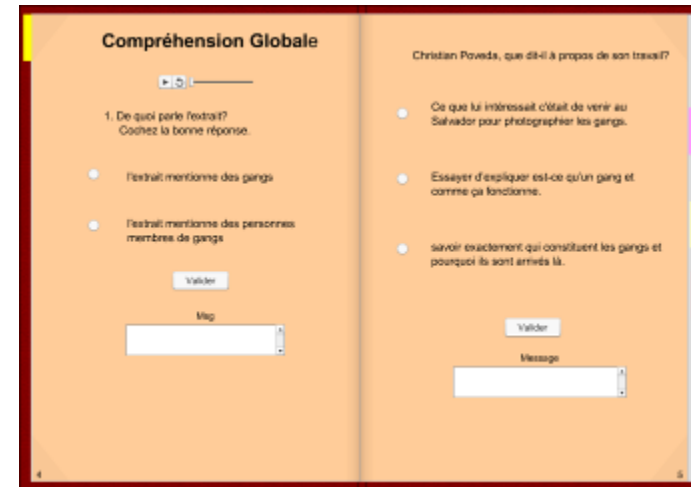 Compréhension Globale
1. De quoi parle l'extrait?
Cochez la bonne réponse.
l'extrait mentionne des gangs
l'extrait mentionne des personnes
membres de gangs
Valider
Msg
4
Christian Poveda, que dit-il à propos de son travail?
Ce que lui intéressait c'était de venir au
Salvador pour photographier les gangs.
Essayer d'expliquer est-ce qu'un gang et
comme ça fonctionne.
savoir exactement qui constituent les gangs et
pourquoi ils sont arrivés là.
Valider
Message
5